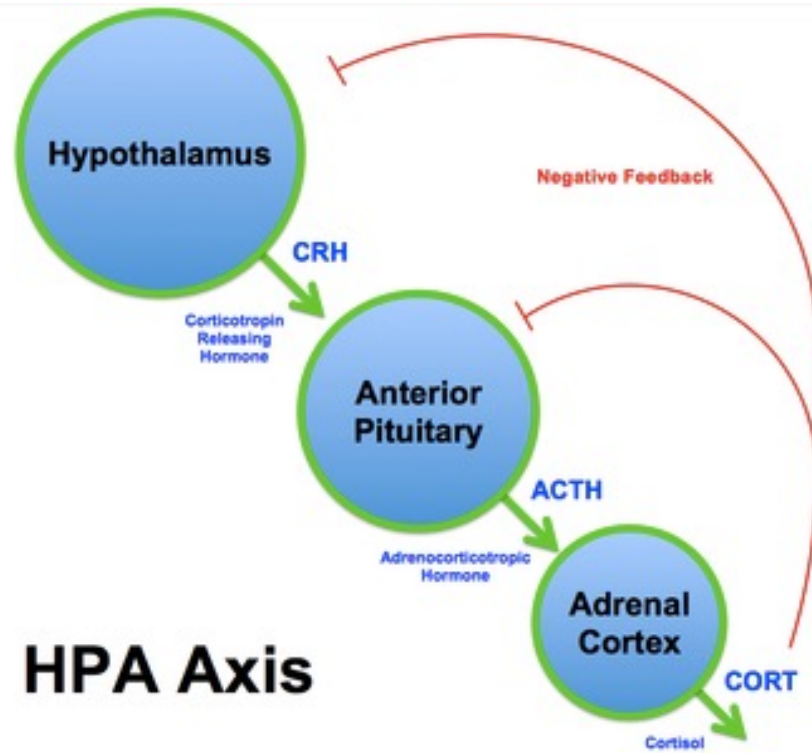 Hypothalamus
Negative Feedback
CRH
Corticotropin
Releasing
Hormone
Anterior
Pituitary
ACTH
Adrenocorticotropic
Hormone
Adrenal
Cortex
HPA Axis
CORT
Cortisol